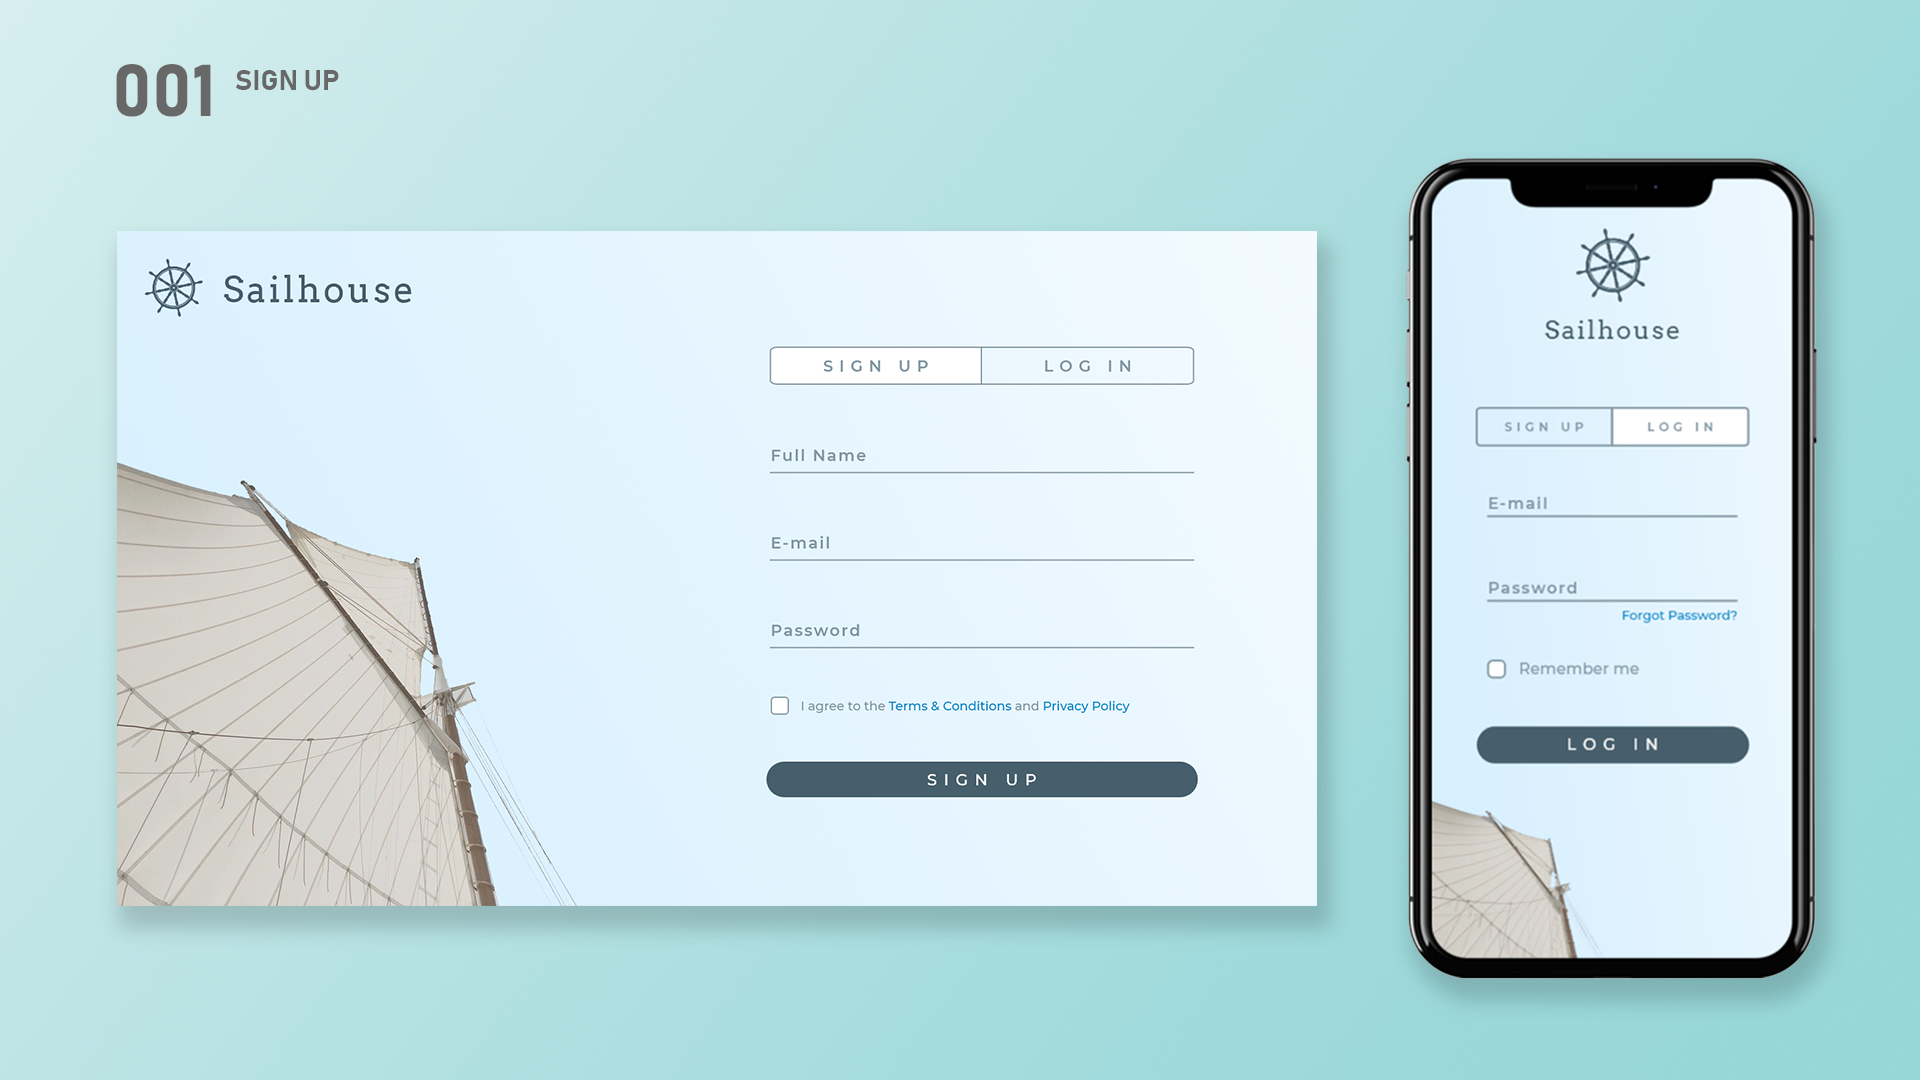 001 SIGN UP
Sailhouse
SIGN UP LOG IN
Full Name
E-mail
Password
I agree to the Terms & Conditions and Privacy Policy
SIGN UP
Sailhouse
SIGN UP LOG IN
E-mail
Password
Forgot Password?
Remember me
LOG IN